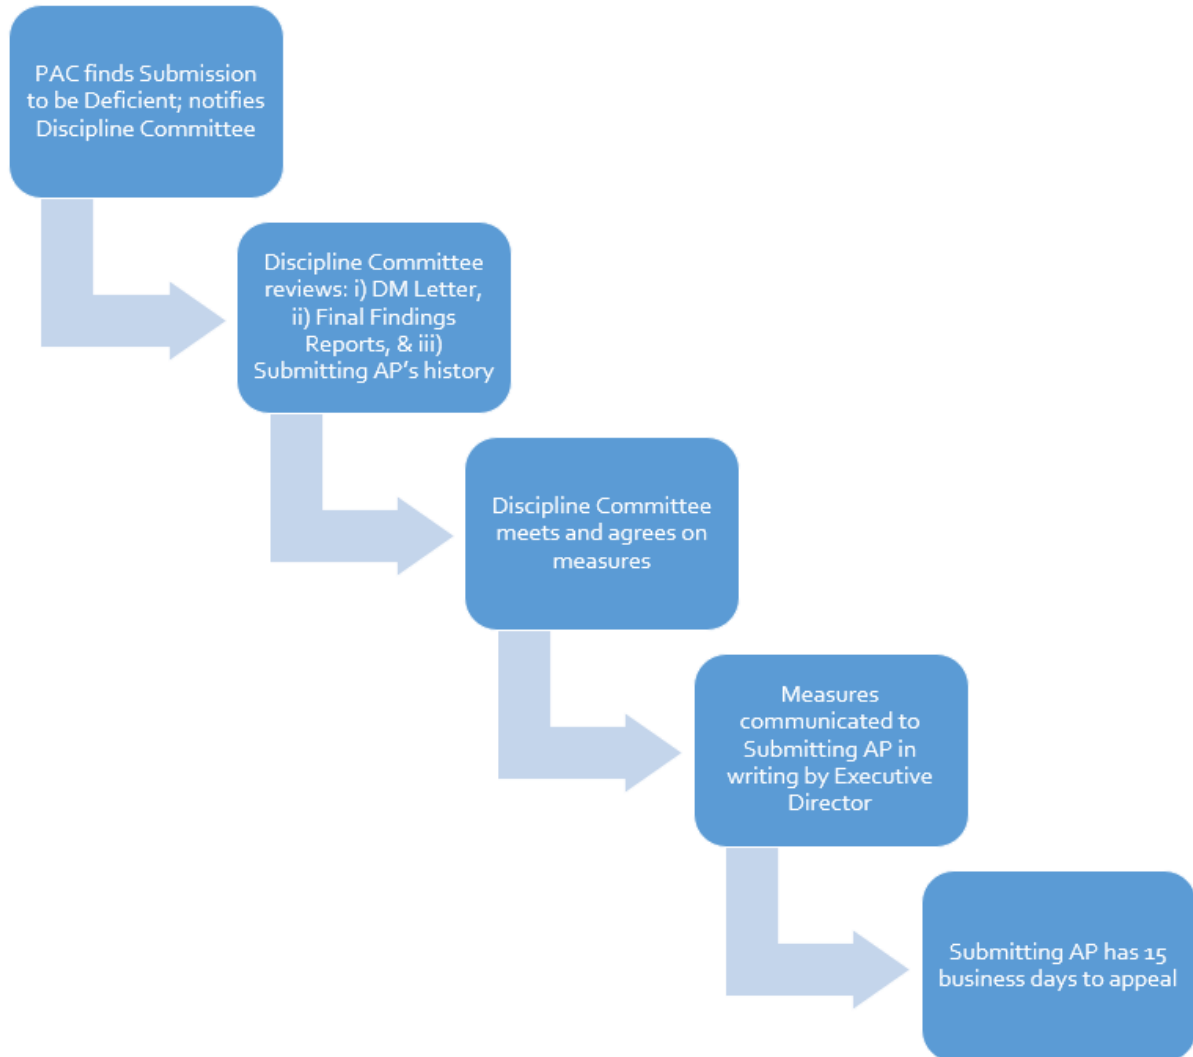 PAC finds Submission
to be Deficient; notifies
Discipline Committee
Discipline Committee
reviews: i) DM Letter,
ii) Final Findings
Reports, & iii)
Submitting AP’s history
Discipline Committee
meets and agrees on
measures
Measures
communicated to
Submitting AP in
writing by Executive
Director
Submitting AP has 15
business days to appeal